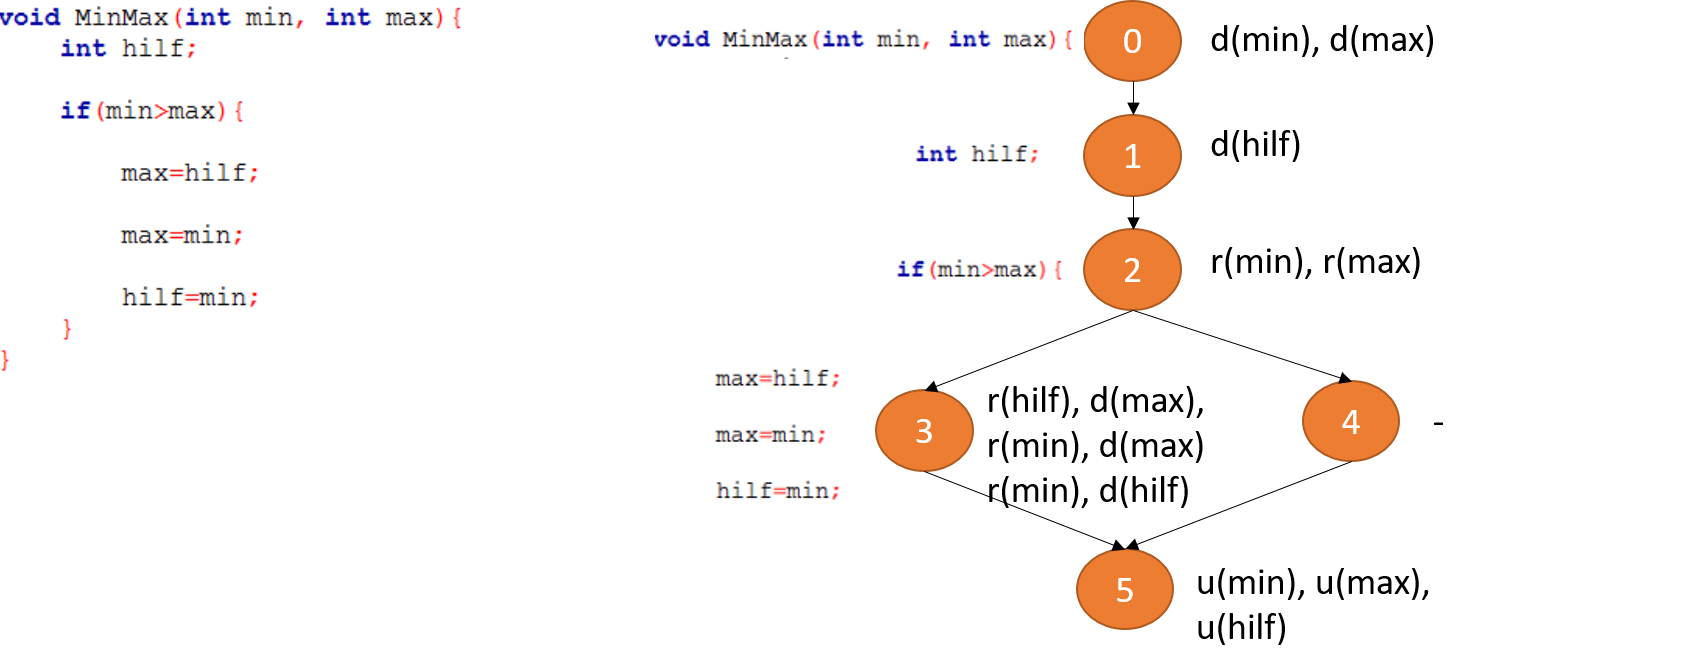 void MinMax(int min, int max){
int hilf;
if(min>max){
max=hilf;
max=min;
hilf=min;
}
}
void MinMax(int min, int max){
0
d(min), d(max)
int hilf;
1
d(hilf)
if(min>max){
2
r(min), r(max)
max=hilf;
max=min;
hilf=min;
3
r(hilf), d(max),
r(min), d(max)
r(min), d(hilf)
4
-
5
u(min), u(max),
u(hilf)